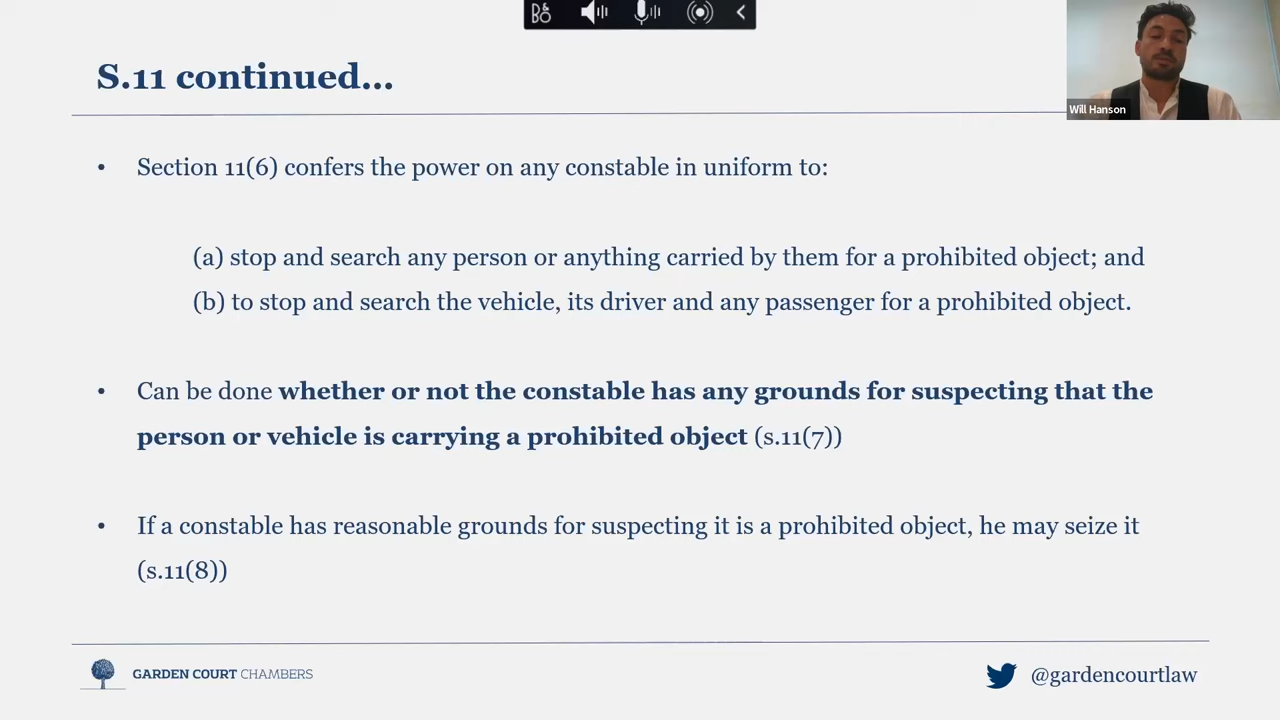 B&O
S.11 continued...
Will Hanson
• Section 11(6) confers the power on any constable in uniform to:
(a) stop and search any person or anything carried by them for a prohibited object; and
(b) to stop and search the vehicle, its driver and any passenger for a prohibited object.
• Can be done whether or not the constable has any grounds for suspecting that the
person or vehicle is carrying a prohibited object (s.11(7))
• If a constable has reasonable grounds for suspecting it is a prohibited object, he may seize it
(s.11(8))
GARDEN COURT CHAMBERS
@gardencourtlaw